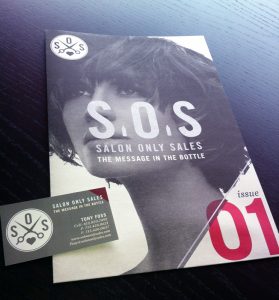 S O S
S.O.S
SALON ONLY SALES
THE MESSAGE IN THE BOTTLE
issue
01
S O S
SALON ONLY SALES
THE MESSAGE IN THE BOTTLE
TONY FUSS